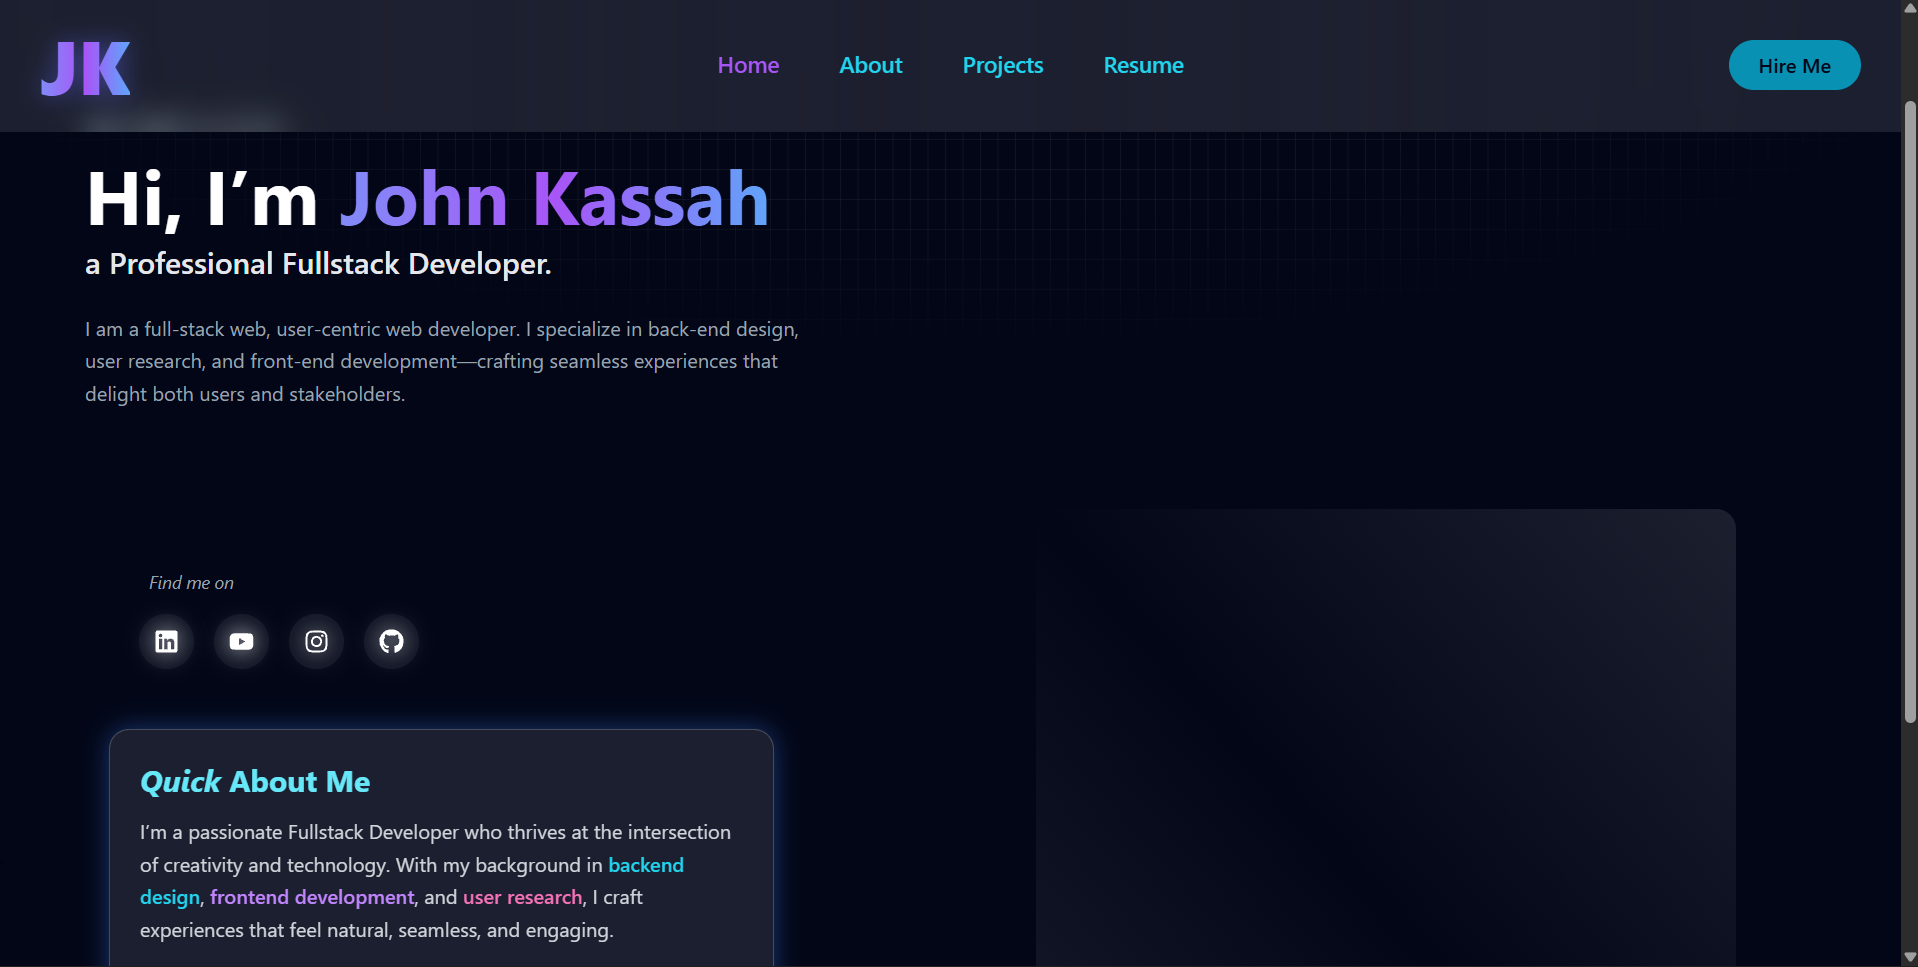 JK
Home
About
Projects
Resume
Hire Me
Hi, I’m John Kassah
a Professional Fullstack Developer.
I am a full-stack web, user-centric web developer. I specialize in back-end design,
user research, and front-end development—crafting seamless experiences that
delight both users and stakeholders.
Find me on
in
Quick About Me
I’m a passionate Fullstack Developer who thrives at the intersection
of creativity and technology. With my background in backend
design, frontend development, and user research, I craft
experiences that feel natural, seamless, and engaging.